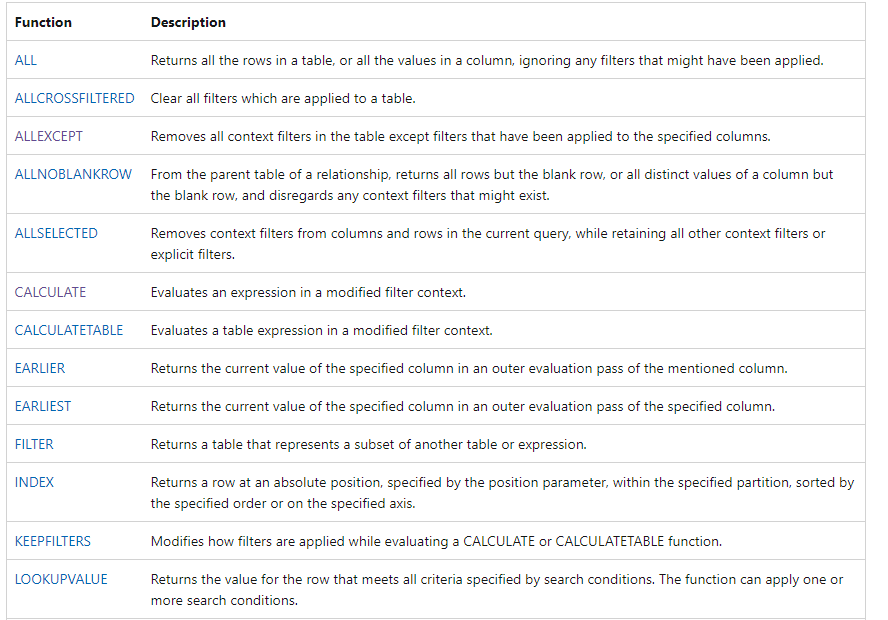 Function Description
ALL Returns all the rows in a table, or all the values in a column, ignoring any filters that might have been applied.
ALLCROSSFILTERED Clear all filters which are applied to a table.
ALLEXCEPT Removes all context filters in the table except filters that have been applied to the specified columns.
ALLNOBLANKROW From the parent table of a relationship, returns all rows but the blank row, or all distinct values of a column but
the blank row, and disregards any context filters that might exist.
ALLSELECTED Removes context filters from columns and rows in the current query, while retaining all other context filters or
explicit filters.
CALCULATE Evaluates an expression in a modified filter context.
CALCULATETABLE Evaluates a table expression in a modified filter context.
EARLIER Returns the current value of the specified column in an outer evaluation pass of the mentioned column.
EARLIEST Returns the current value of the specified column in an outer evaluation pass of the specified column.
FILTER Returns a table that represents a subset of another table or expression.
INDEX Returns a row at an absolute position, specified by the position parameter, within the specified partition, sorted by
the specified order or on the specified axis.
KEEPFILTERS Modifies how filters are applied while evaluating a CALCULATE or CALCULATETABLE function.
LOOKUPVALUE Returns the value for the row that meets all criteria specified by search conditions. The function can apply one or
more search conditions.